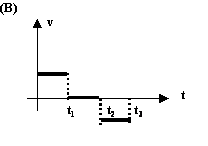 (B)
v
t
t₁ t₂ t₃